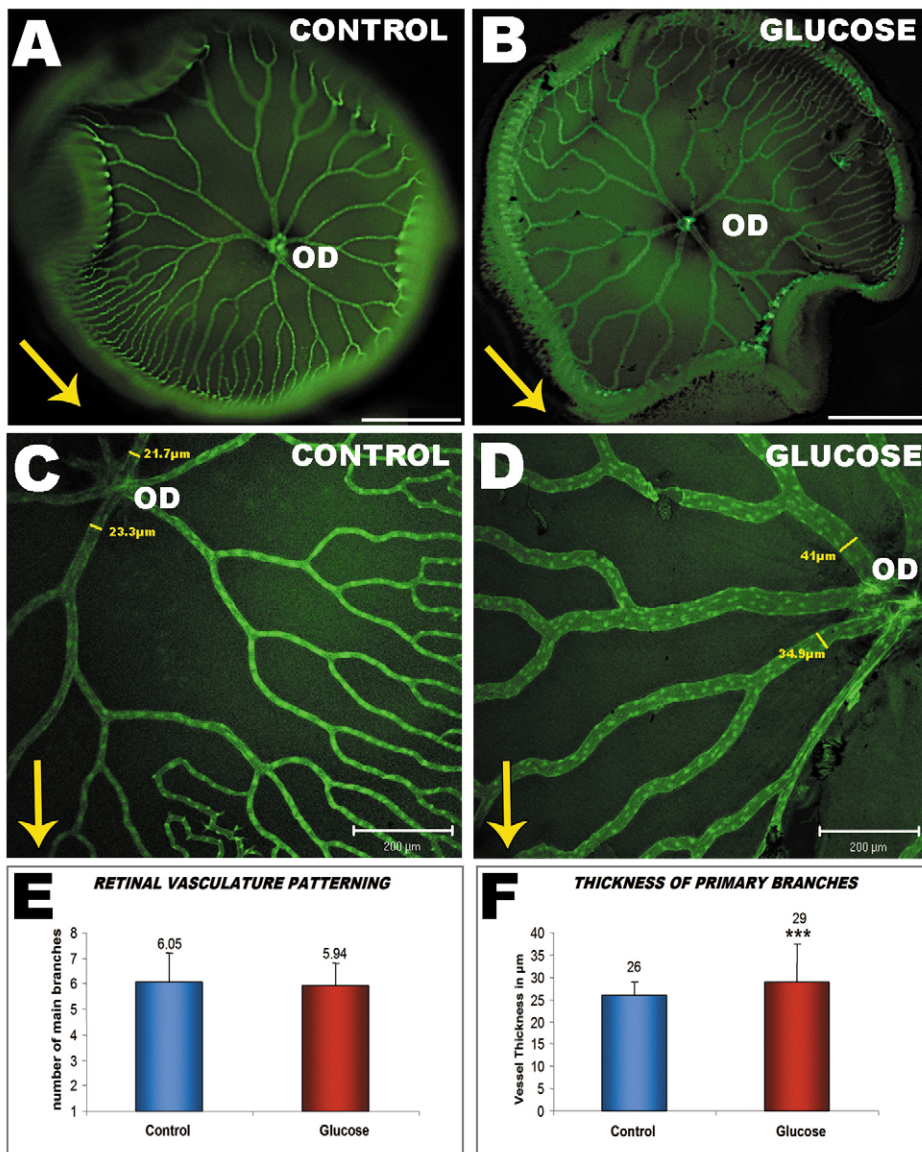 A CONTROL
OD
B GLUCOSE
OD
C CONTROL
21.7µm
OD
23.3µm
200 µm
D GLUCOSE
41µm
OD
34.9µm
200 µm
E RETINAL VASCULATURE PATTERNING
number of main branches
8
7
6
5
4
3
2
1
6.05
5.94
Control Glucose
F THICKNESS OF PRIMARY BRANCHES
Vessel Thickness in µm
40
35
30
25
20
15
10
5
0
26
29
***
Control Glucose